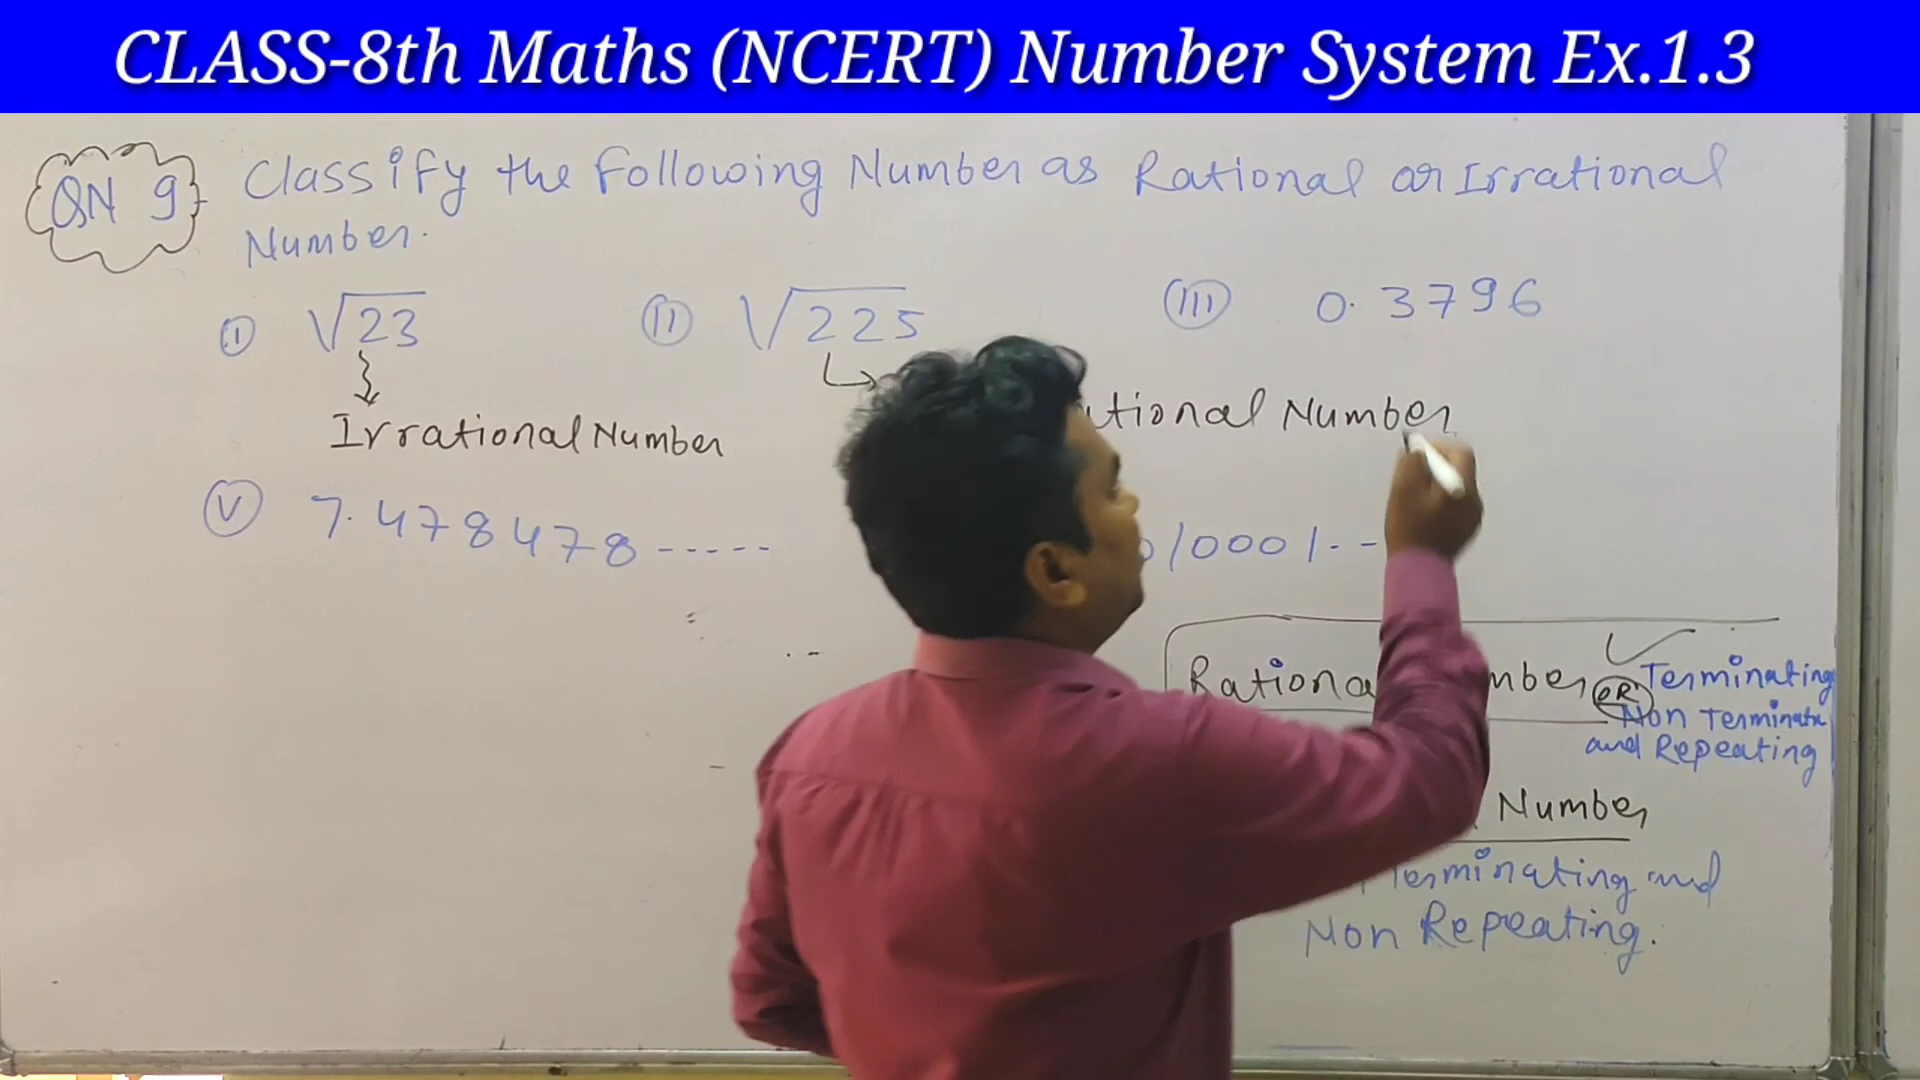 CLASS-8th Maths (NCERT) Number System Ex.1.3
QN 9 Classify the Following Number as Rational or Irrational
Number.
(I) √23 (II) √225 (III) 0.3796
Irrational Number
tional Number
(V) 7.478478-----
10001.--
Rationa mber OR Terminating
Non Terminate
and Repeating
Number
Terminating and
Non Repeating.